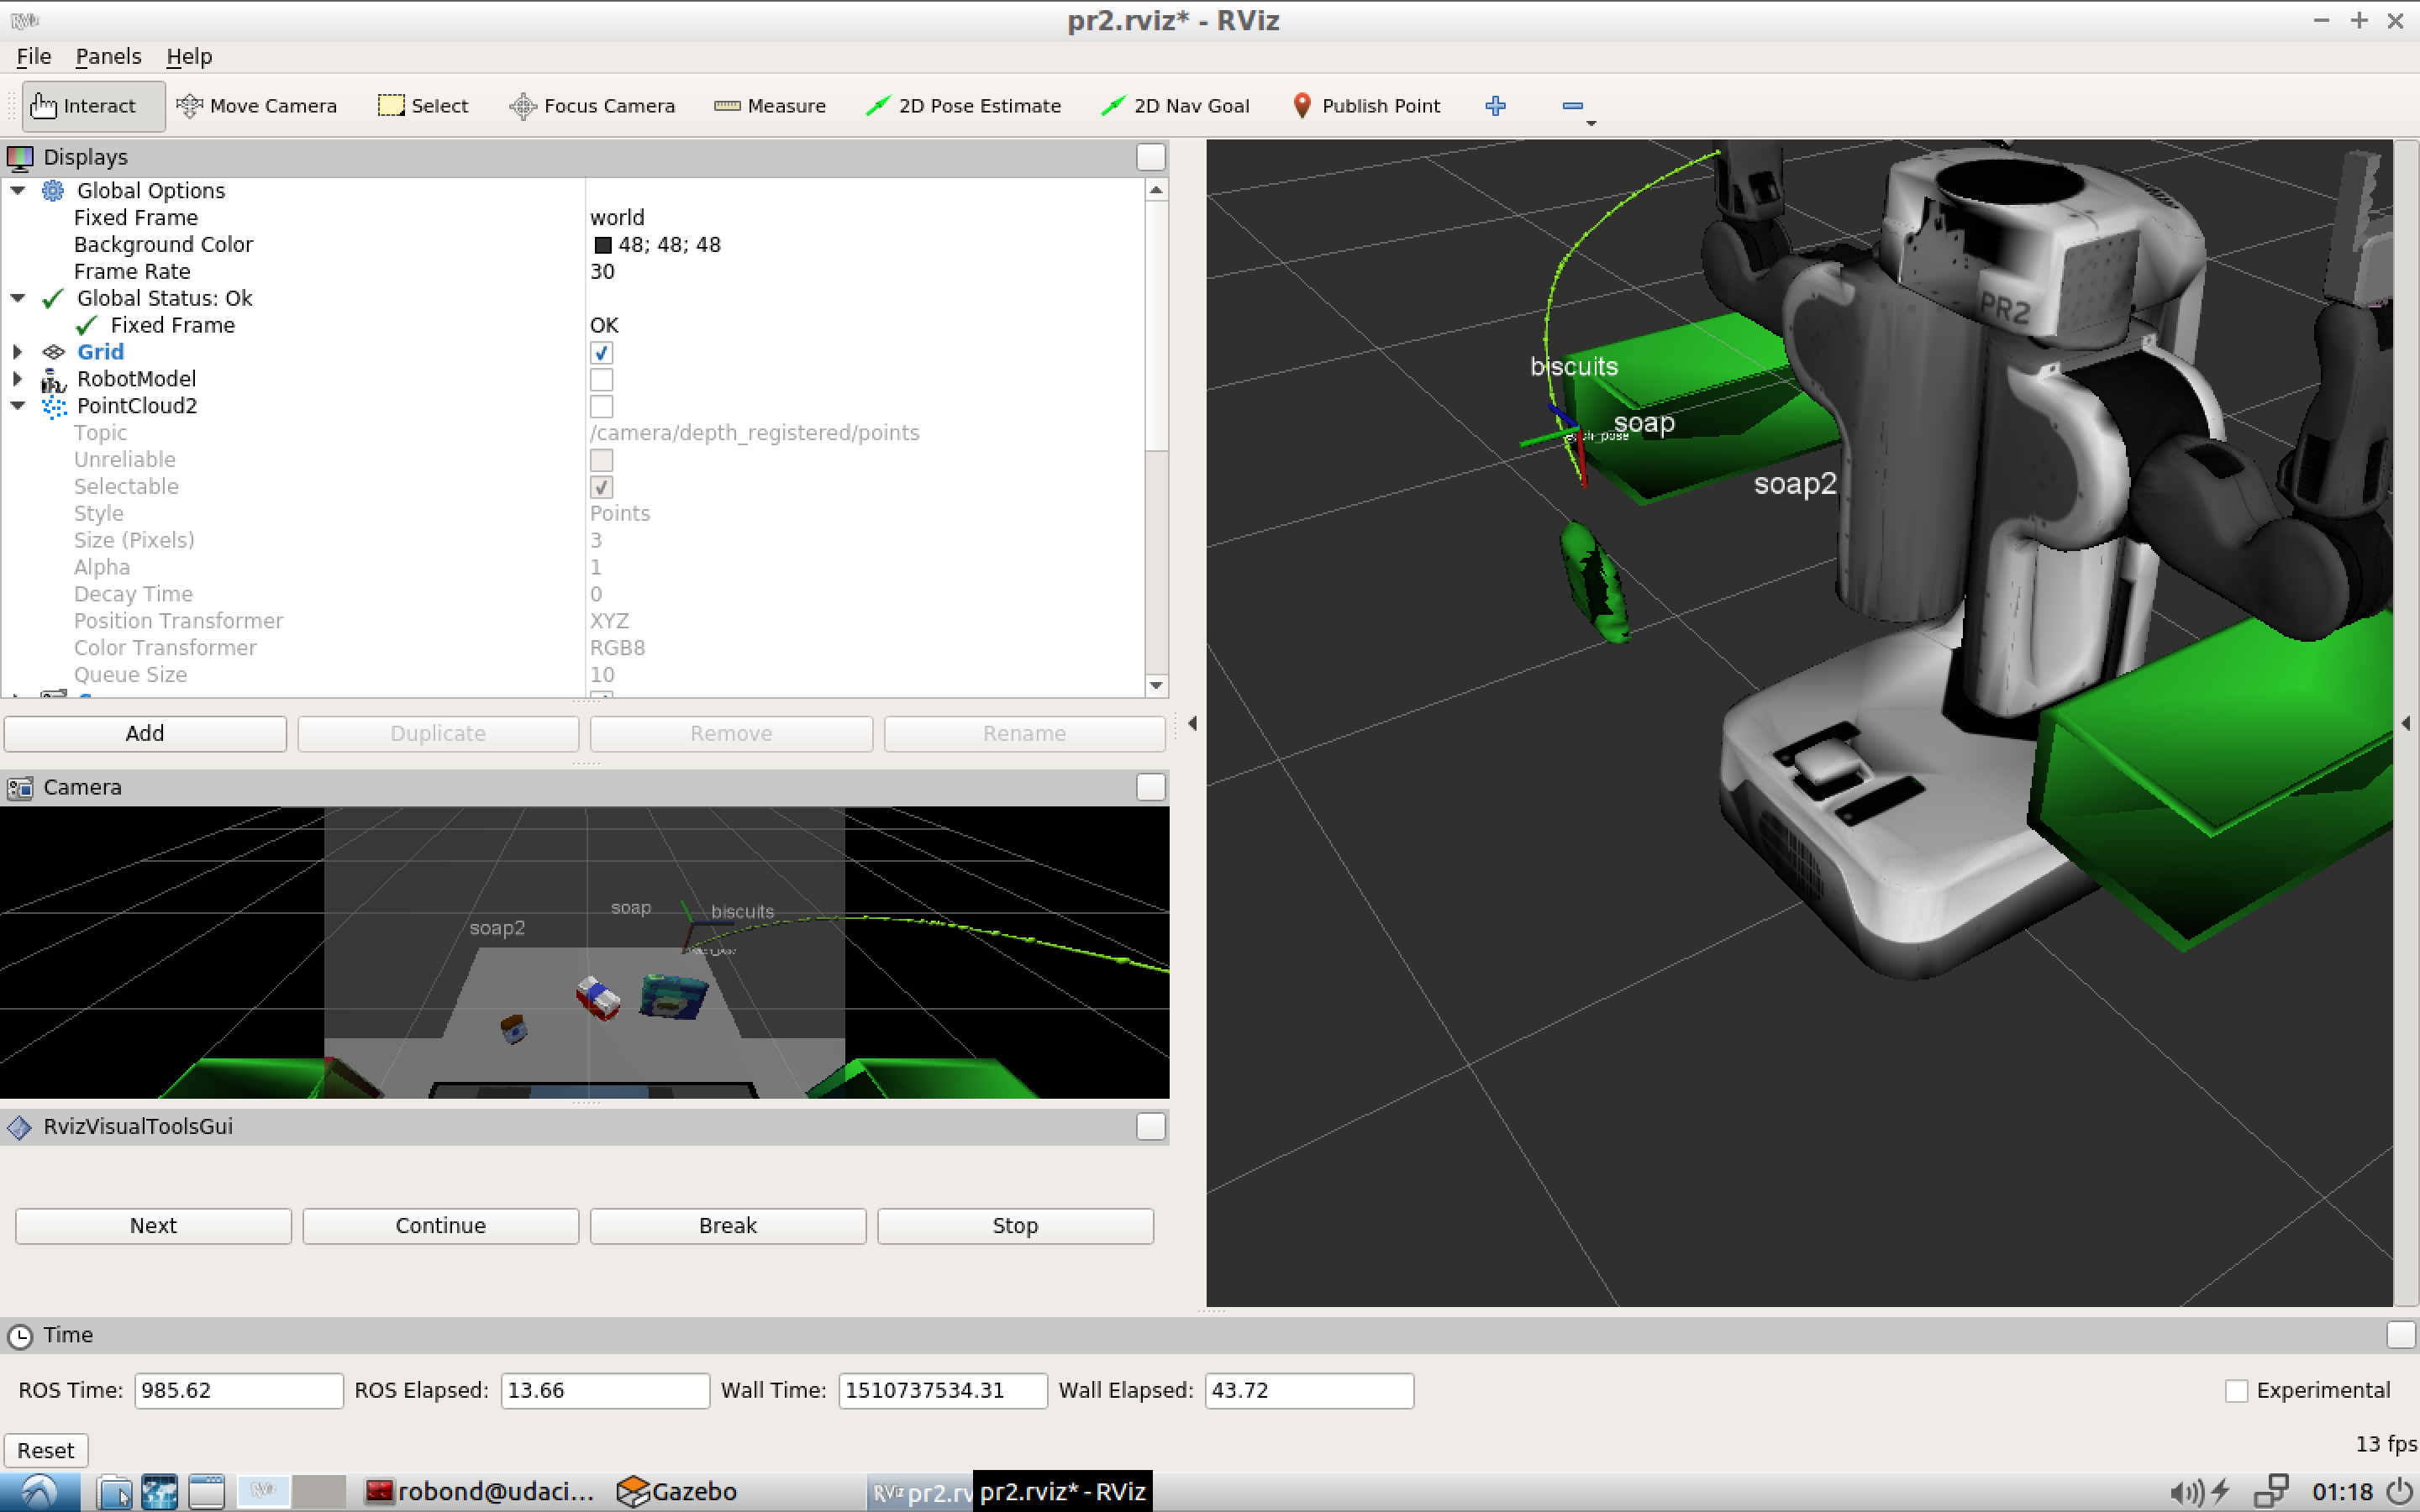 pr2.rviz* - RViz
File Panels Help
Interact Move Camera Select Focus Camera Measure 2D Pose Estimate 2D Nav Goal Publish Point
Displays
Global Options
Fixed Frame world
Background Color 48; 48; 48
Frame Rate 30
Global Status: Ok
Fixed Frame OK
Grid
RobotModel
PointCloud2
Topic /camera/depth_registered/points
Unreliable
Selectable
Style Points
Size (Pixels) 3
Alpha 1
Decay Time 0
Position Transformer XYZ
Color Transformer RGB8
Queue Size 10
Add Duplicate Remove Rename
Camera
soap biscuits
soap2
RvizVisualToolsGui
Next Continue Break Stop
PR2
biscuits
soap
soap2
Time
ROS Time: 985.62 ROS Elapsed: 13.66 Wall Time: 1510737534.31 Wall Elapsed: 43.72 Experimental
Reset 13 fps
robond@udaci... Gazebo RViz pr2.rv pr2.rviz* - RViz 01:18